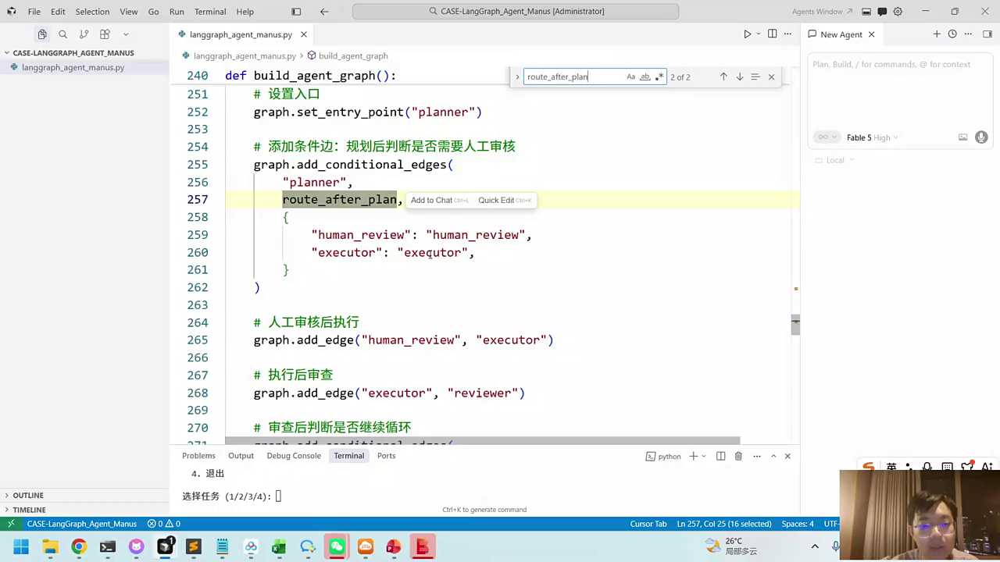 File Edit Selection View Go Run Terminal Help
CASE-LangGraph_Agent_Manus [Administrator]
Agents Window
CASE-LANGGRAPH_AGENT_MANUS
langgraph_agent_manus.py
langgraph_agent_manus.py
langgraph_agent_manus.py > build_agent_graph
route_after_plan
Aa ab .* 2 of 2
240 def build_agent_graph():
251 # 设置入口
252 graph.set_entry_point("planner")
253
254 # 添加条件边：规划后判断是否需要人工审核
255 graph.add_conditional_edges(
256 "planner",
257 route_after_plan,
Add to Chat Ctrl+L Quick Edit Ctrl+K
258 {
259 "human_review": "human_review",
260 "executor": "executor",
261 }
262 )
263
264 # 人工审核后执行
265 graph.add_edge("human_review", "executor")
266
267 # 执行后审查
268 graph.add_edge("executor", "reviewer")
269
270 # 审查后判断是否继续循环
271 graph.add_conditional_edges(
New Agent
Plan, Build, / for commands, @ for context
Fable 5 High
Local
Problems Output Debug Console Terminal Ports
python
4. 退出
选择任务 (1/2/3/4):
Ctrl+K to generate command
OUTLINE
TIMELINE
CASE-LangGraph_Agent_Manus 0 0
Cursor Tab Ln 257, Col 25 (16 selected) Spaces: 4 UTF-
英
26°C
局部多云